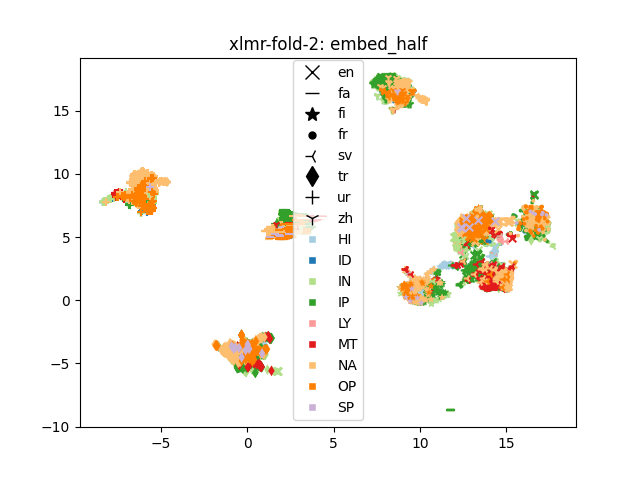 xlmr-fold-2: embed_half
en
fa
fi
fr
sv
tr
ur
zh
HI
ID
IN
IP
LY
MT
NA
OP
SP
15
10
5
0
−5
−10
−5
0
5
10
15